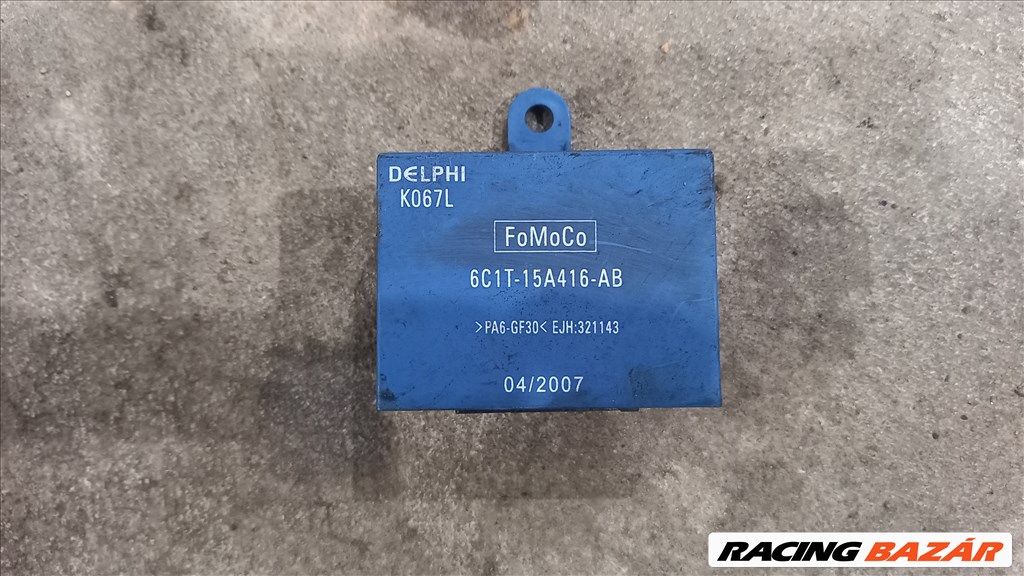 DELPHI
K067L
FoMoCo
6C1T-15A416-AB
>PA6-GF30< EJH:321143
04/2007
RACING BAZÁR